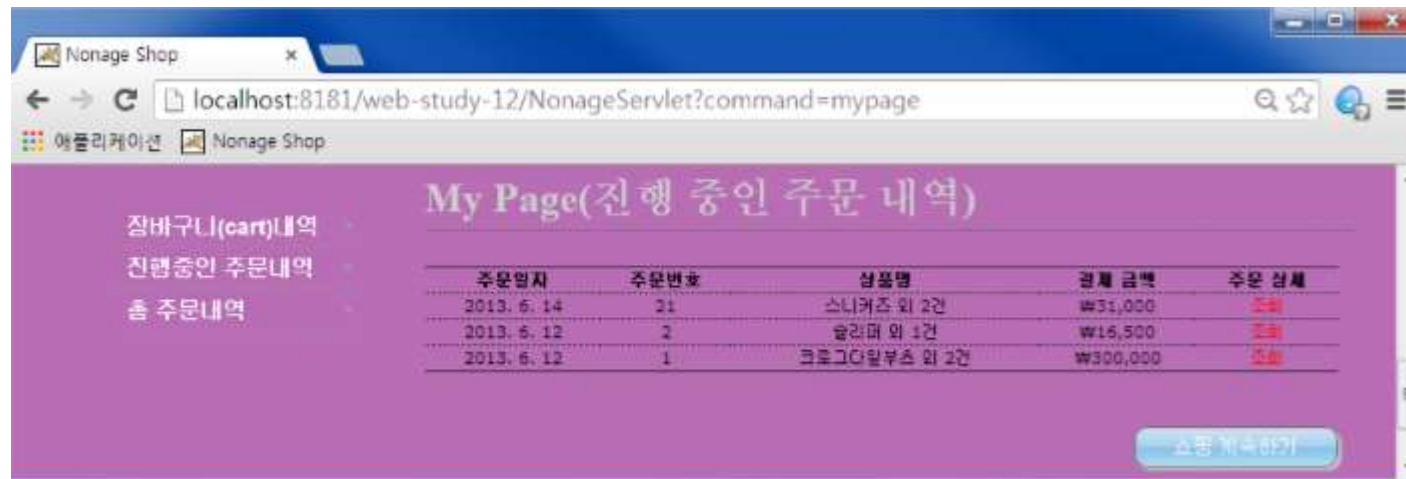 Nonage Shop
localhost:8181/web-study-12/NonageServlet?command=mypage
애플리케이션 Nonage Shop
My Page(진행 중인 주문 내역)
장바구니(cart)내역
진행중인 주문내역
총 주문내역
주문일자 주문번호 상품명 결제 금액 주문 상세
2013. 6. 14 21 스니커즈 외 2건 ₩31,000 조회
2013. 6. 12 2 슬리퍼 외 1건 ₩16,500 조회
2013. 6. 12 1 크로그다일부츠 외 2건 ₩300,000 조회
쇼핑 계속하기